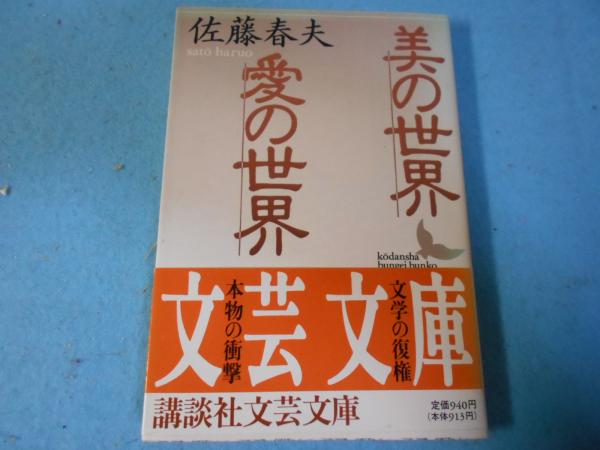 美の世界
愛の世界
佐藤春夫
satō haruo
kōdansha
bungei bunko
文芸文庫
文学の復権
本物の衝撃
講談社文芸文庫
定価940円
(本体913円)